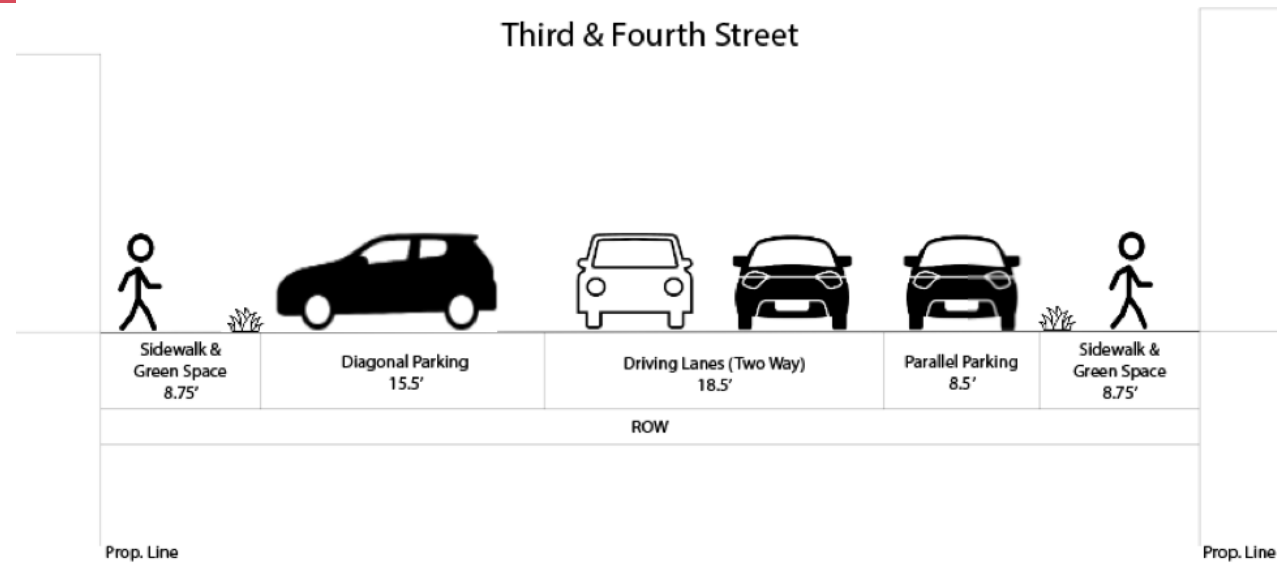 Third & Fourth Street
Sidewalk &
Green Space
8.75'
Diagonal Parking
15.5'
Driving Lanes (Two Way)
18.5'
Parallel Parking
8.5'
Sidewalk &
Green Space
8.75'
ROW
Prop. Line
Prop. Line